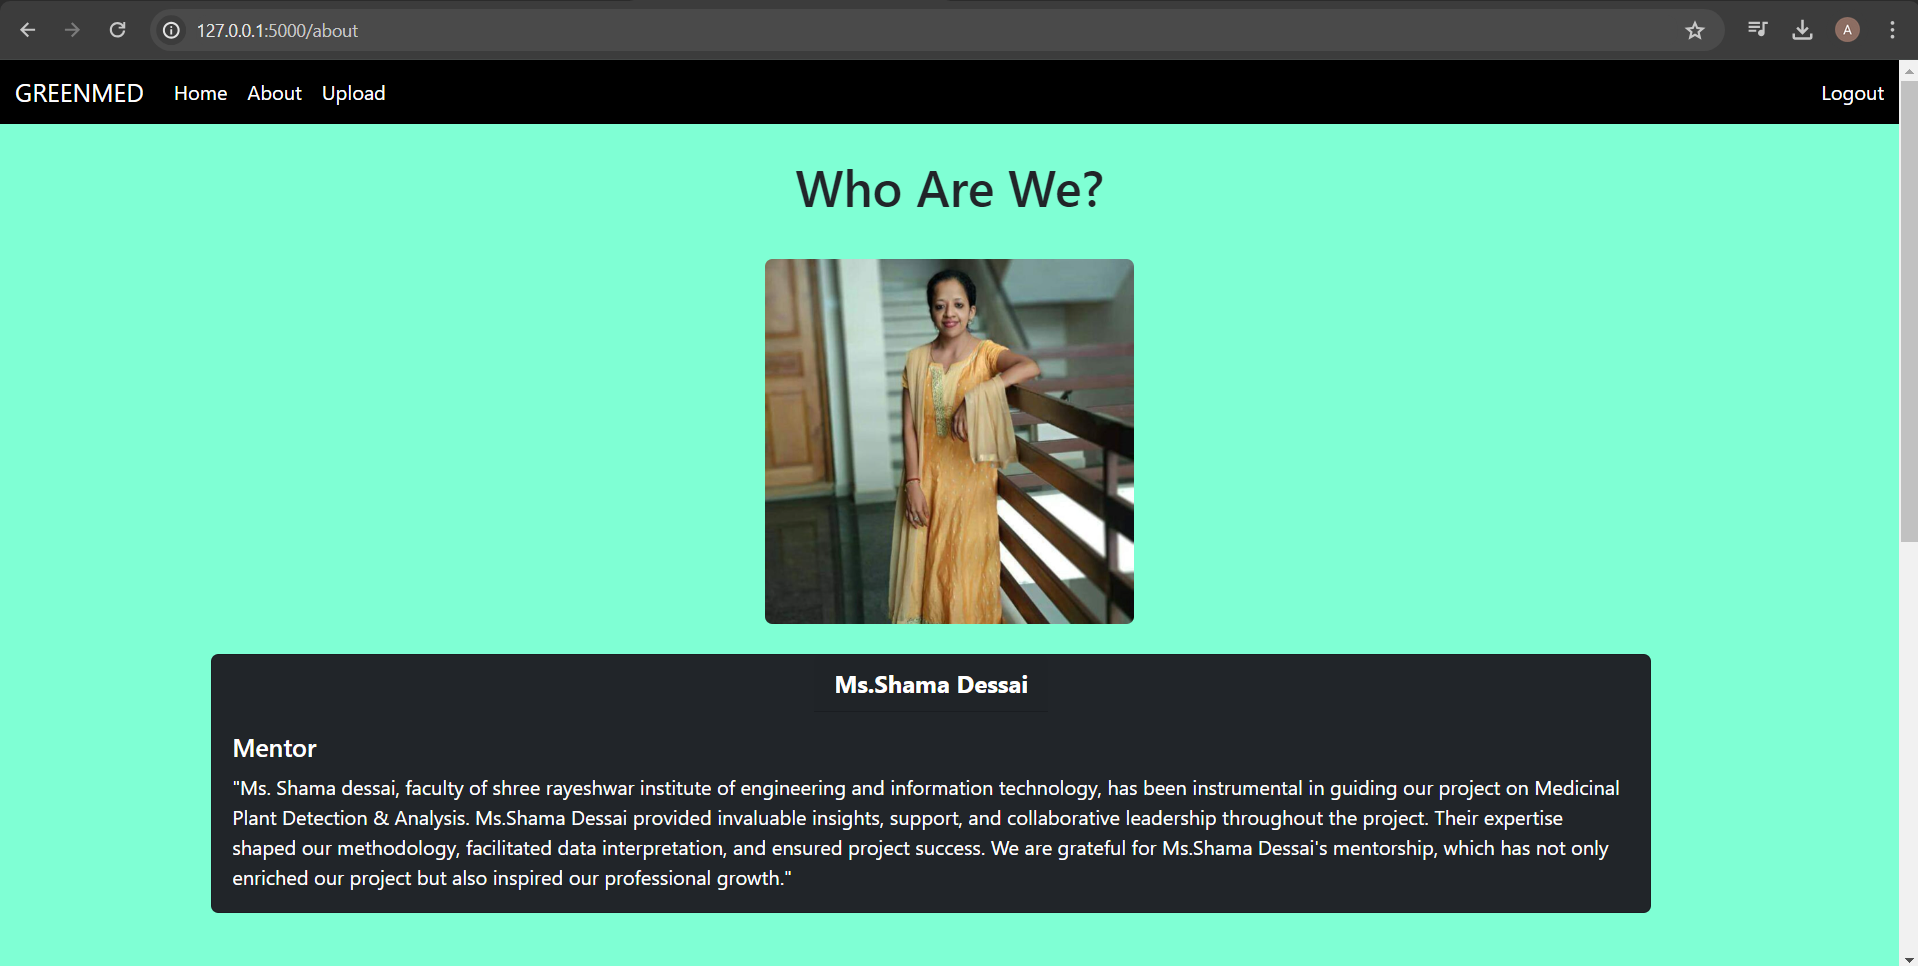 127.0.0.1:5000/about
A
GREENMED Home About Upload Logout
Who Are We?
Ms.Shama Dessai
Mentor
"Ms. Shama dessai, faculty of shree rayeshwar institute of engineering and information technology, has been instrumental in guiding our project on Medicinal
Plant Detection & Analysis. Ms.Shama Dessai provided invaluable insights, support, and collaborative leadership throughout the project. Their expertise
shaped our methodology, facilitated data interpretation, and ensured project success. We are grateful for Ms.Shama Dessai's mentorship, which has not only
enriched our project but also inspired our professional growth."